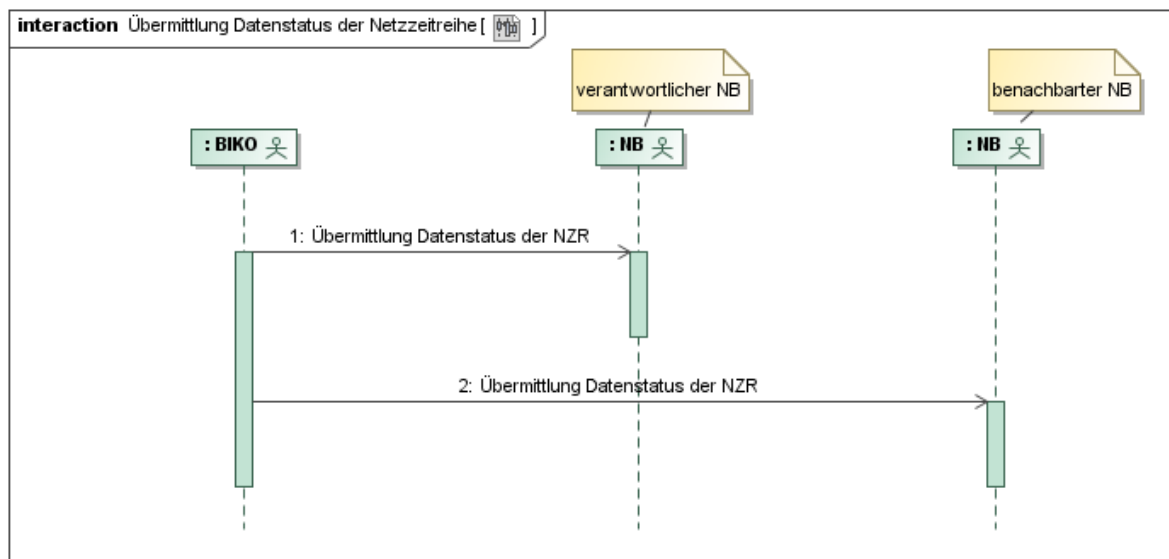 interaction Übermittlung Datenstatus der Netzzeitreihe [ ]
verantwortlicher NB
benachbarter NB
: BIKO
: NB
: NB
1: Übermittlung Datenstatus der NZR
2: Übermittlung Datenstatus der NZR